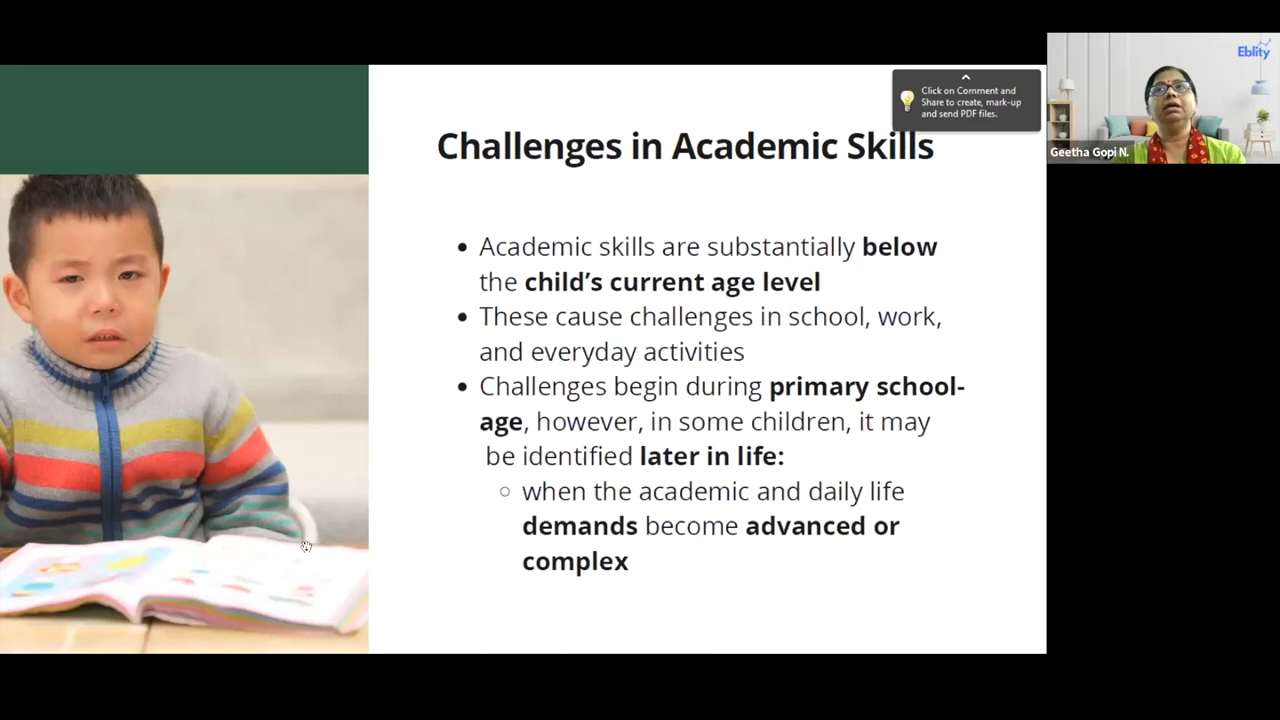 Eblity
Click on Comment and
Share to create, mark-up
and send PDF files.
Geetha Gopi N.
Challenges in Academic Skills
• Academic skills are substantially below
the child’s current age level
• These cause challenges in school, work,
and everyday activities
• Challenges begin during primary school-
age, however, in some children, it may
be identified later in life:
○ when the academic and daily life
demands become advanced or
complex